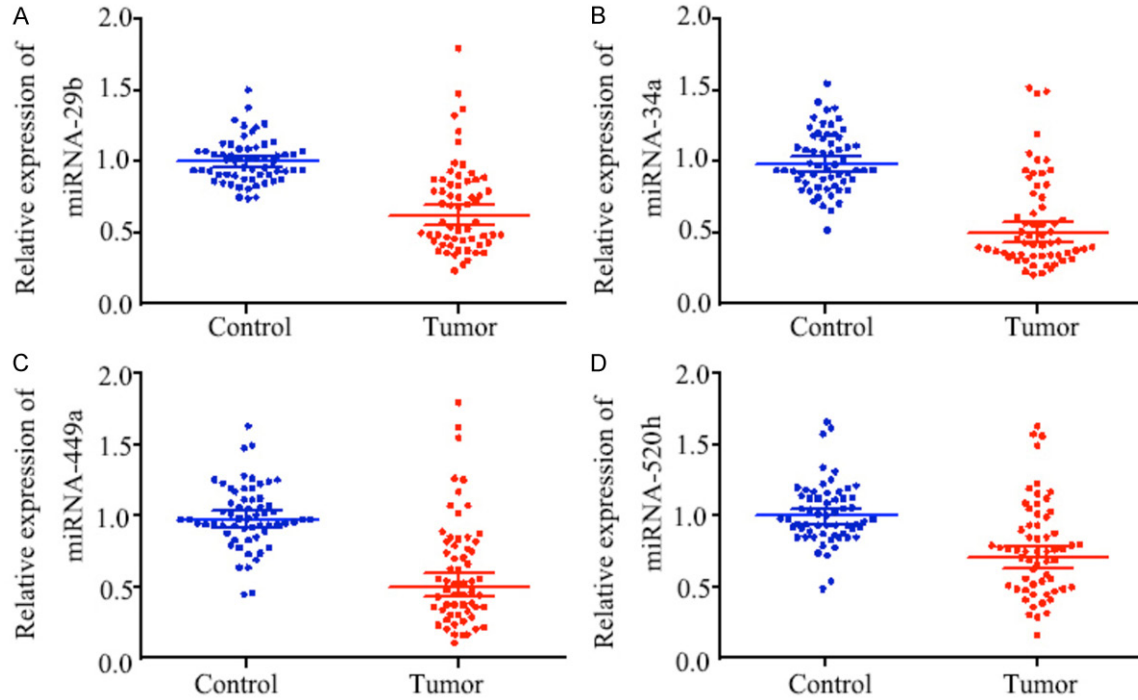 A
Relative expression of
miRNA-29b
2.0
1.5
1.0
0.5
0.0
Control
Tumor
B
Relative expression of
miRNA-34a
2.0
1.5
1.0
0.5
0.0
Control
Tumor
C
Relative expression of
miRNA-449a
2.0
1.5
1.0
0.5
0.0
Control
Tumor
D
Relative expression of
miRNA-520h
2.0
1.5
1.0
0.5
0.0
Control
Tumor